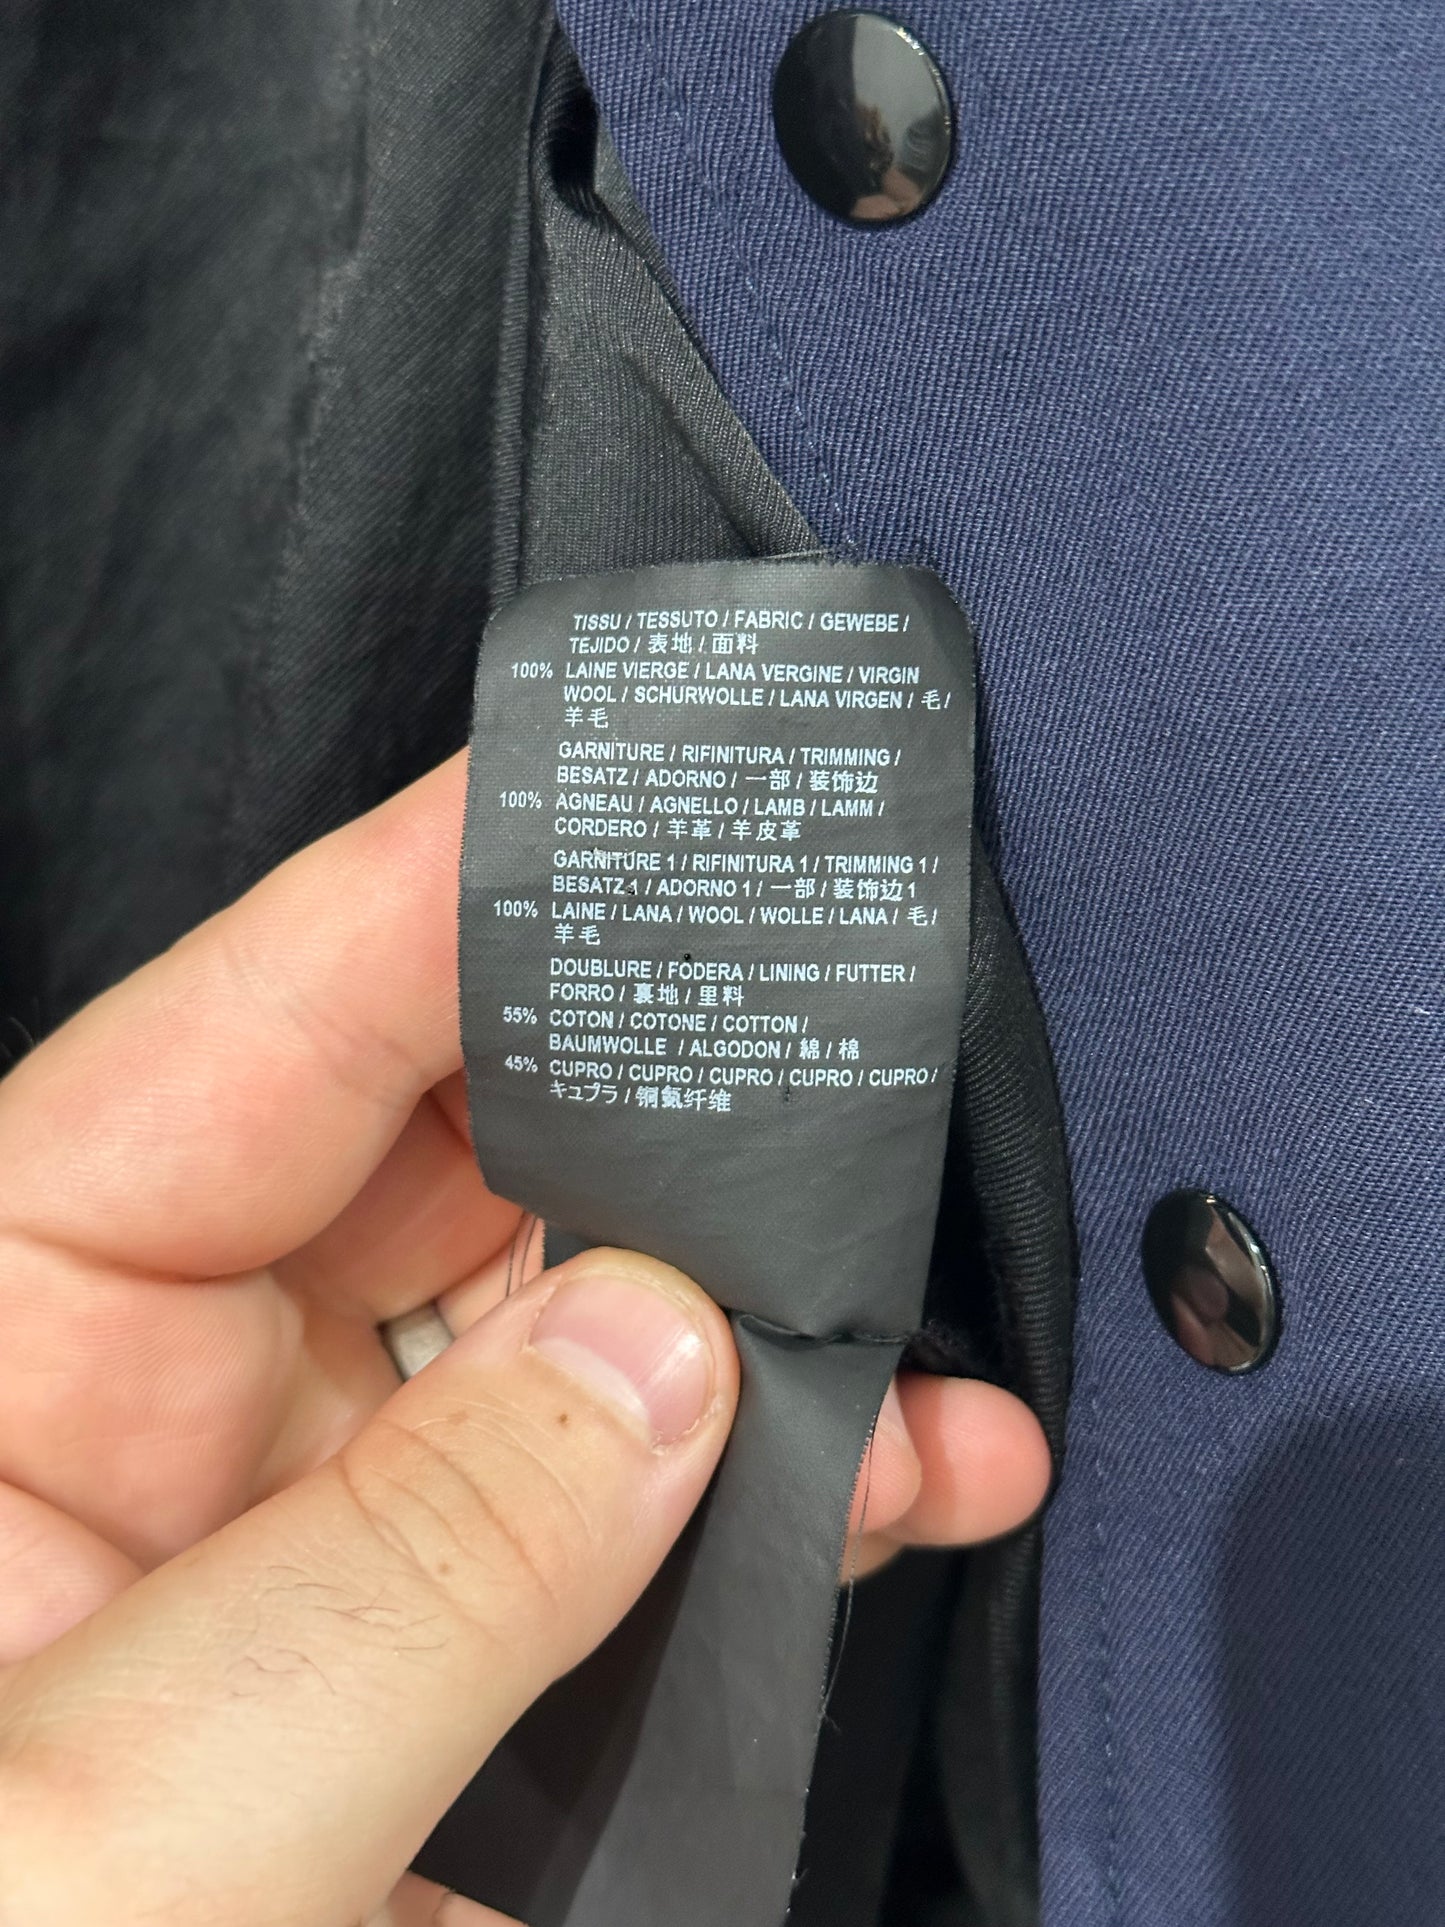 TISSU / TESSUTO / FABRIC / GEWEBE /
TEJIDO / 表地 / 面料
100% LAINE VIERGE / LANA VERGINE / VIRGIN
WOOL / SCHURWOLLE / LANA VIRGEN / 毛 /
羊毛
GARNITURE / RIFINITURA / TRIMMING /
BESATZ / ADORNO / 一部 / 装饰边
100% AGNEAU / AGNELLO / LAMB / LAMM /
CORDERO / 羊革 / 羊皮革
GARNITURE 1 / RIFINITURA 1 / TRIMMING 1 /
BESATZ 1 / ADORNO 1 / 一部 / 装饰边 1
100% LAINE / LANA / WOOL / WOLLE / LANA / 毛 /
羊毛
DOUBLURE / FODERA / LINING / FUTTER /
FORRO / 裏地 / 里料
55% COTON / COTONE / COTTON /
BAUMWOLLE / ALGODON / 綿 / 棉
45% CUPRO / CUPRO / CUPRO / CUPRO / CUPRO /
キュプラ / 铜氨纤维